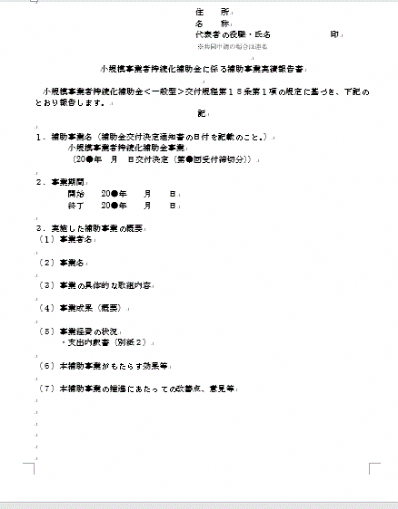 住　所
名　称
代表者の役職・氏名　　　印
※共同申請の場合は連名
小規模事業者持続化補助金に係る補助事業実績報告書
小規模事業者持続化補助金＜一般型＞交付規程第１８条第１項の規定に基づき、下記の
とおり報告します。
記
１．補助事業名（補助金交付決定通知書の日付を記載のこと。）
小規模事業者持続化補助金事業
（20●年　月　日交付決定（第●回受付締切分））
２．事業期間
開始　20●年　月　日
終了　20●年　月　日
３．実施した補助事業の概要
（１）事業者名
（２）事業名
（３）事業の具体的な取組内容
（４）事業成果（概要）
（５）事業経費の状況
・支出内訳書（別紙２）
（６）本補助事業がもたらす効果等
（７）本補助事業の推進にあたっての改善点、意見等